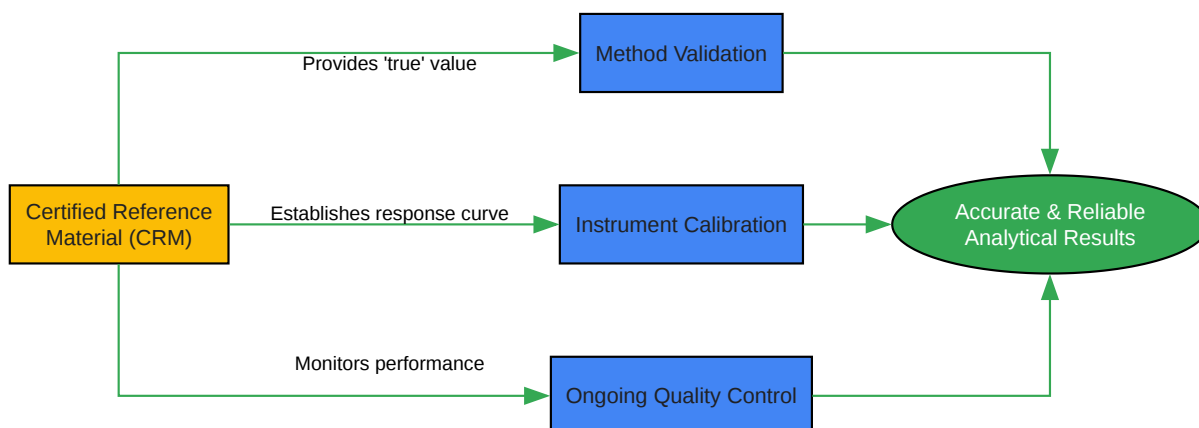 Provides 'true' value
Method Validation
Certified Reference
Material (CRM)
Establishes response curve
Instrument Calibration
Accurate & Reliable
Analytical Results
Monitors performance
Ongoing Quality Control